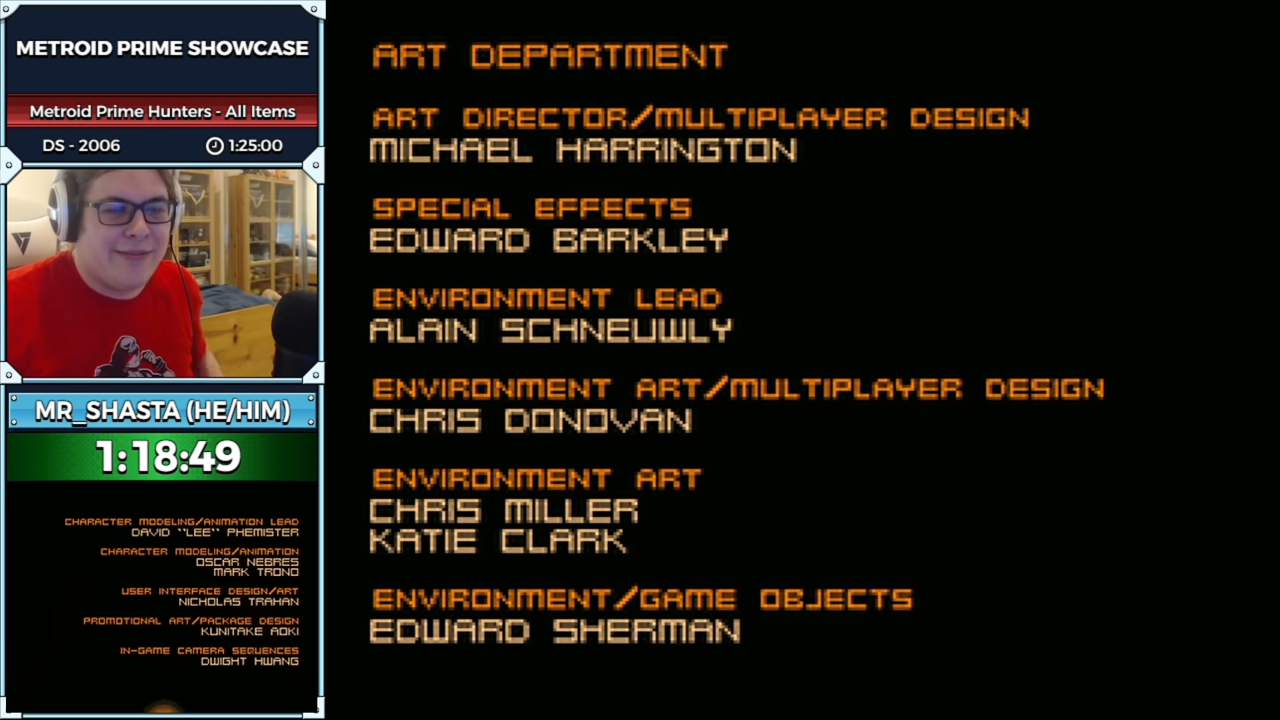 METROID PRIME SHOWCASE
Metroid Prime Hunters - All Items
DS - 2006
1:25:00
MR_SHASTA (HE/HIM)
1:18:49
CHARACTER MODELING/ANIMATION LEAD
DAVID "LEE" PHEMISTER
CHARACTER MODELING/ANIMATION
OSCAR NEBRES
MARK TRONO
USER INTERFACE DESIGN/ART
NICHOLAS TRAHAN
PROMOTIONAL ART/PACKAGE DESIGN
KUNITAKE AOKI
IN-GAME CAMERA SEQUENCES
DWIGHT HWANG
ART DEPARTMENT
ART DIRECTOR/MULTIPLAYER DESIGN
MICHAEL HARRINGTON
SPECIAL EFFECTS
EDWARD BARKLEY
ENVIRONMENT LEAD
ALAIN SCHNEUWLY
ENVIRONMENT ART/MULTIPLAYER DESIGN
CHRIS DONOVAN
ENVIRONMENT ART
CHRIS MILLER
KATIE CLARK
ENVIRONMENT/GAME OBJECTS
EDWARD SHERMAN